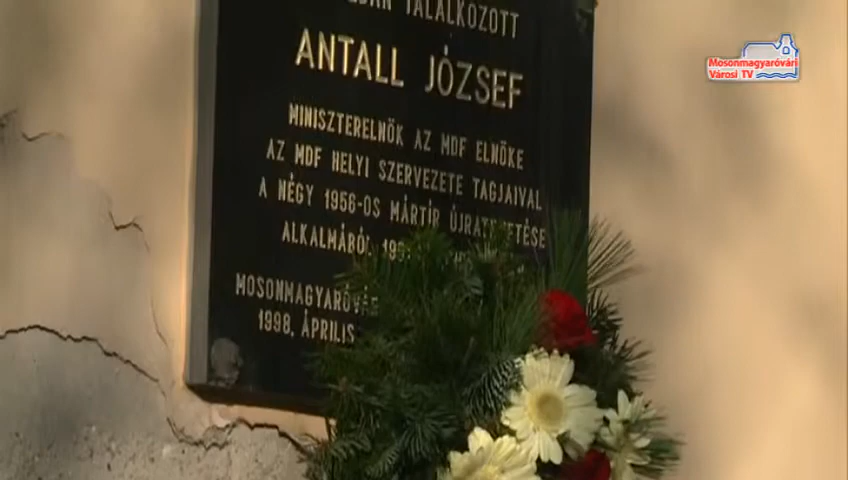 TALÁLKOZOTT
ANTALL JÓZSEF
MINISZTERELNÖK AZ MDF ELNÖKE
AZ MDF HELYI SZERVEZETE TAGJAIVAL
A NÉGY 1956-OS MÁRTÍR ÚJRATEMETÉSE
ALKALMÁBÓL
MOSONMAGYARÓVÁR
1998. ÁPRILIS
Mosonmagyaróvári
Városi TV